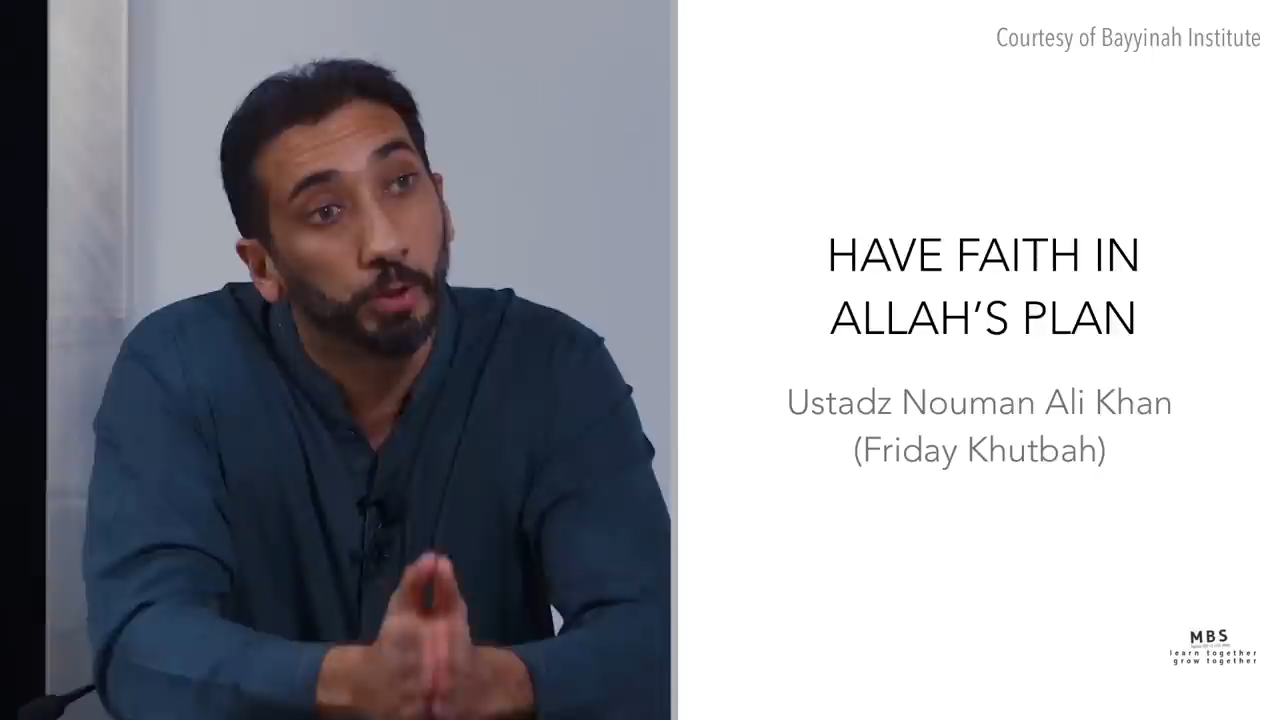 Courtesy of Bayyinah Institute
HAVE FAITH IN
ALLAH’S PLAN
Ustadz Nouman Ali Khan
(Friday Khutbah)
MBS
learn together
grow together